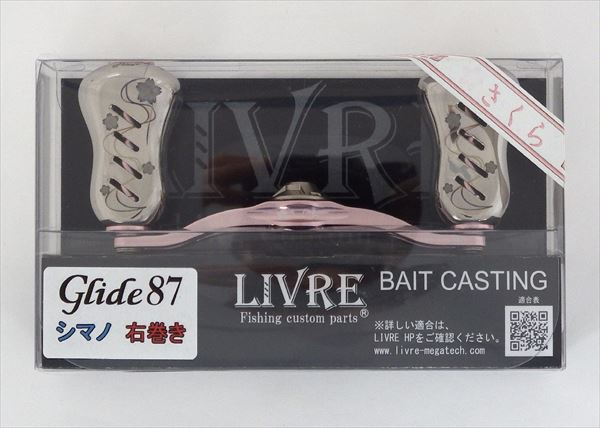 LIVRE
さくら
Glide 87
シマノ 右巻き
LIVRE
Fishing custom parts®
BAIT CASTING
適合表
※詳しい適合は、
LIVRE HPをご確認ください。
www.livre-megatech.com